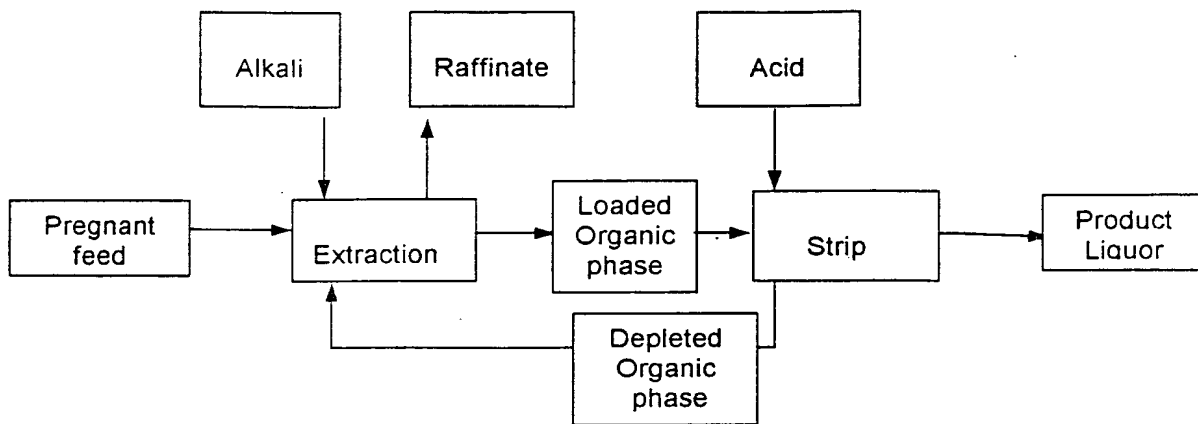 Alkali
Raffinate
Acid
Pregnant
feed
Extraction
Loaded
Organic
phase
Strip
Product
Liquor
Depleted
Organic
phase